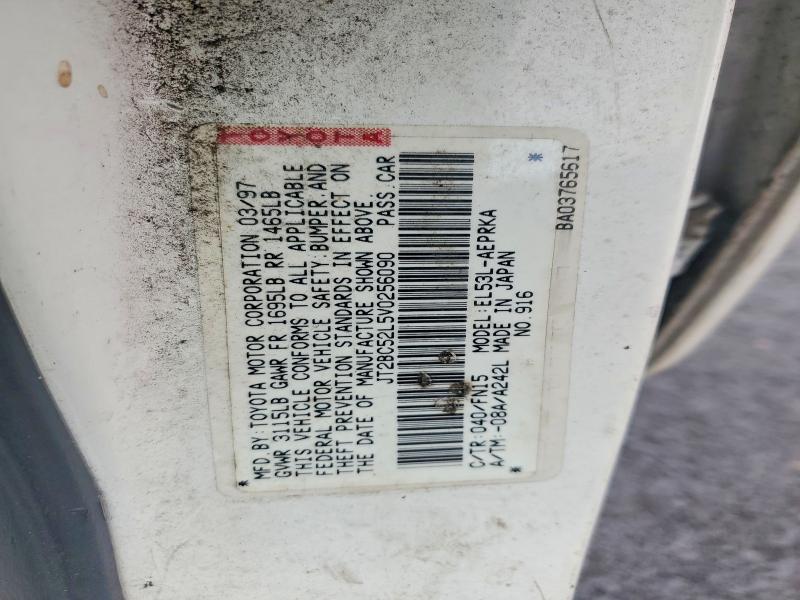 TOYOTA
MFD. BY: TOYOTA MOTOR CORPORATION 03/97
GVWR 3115LB GAWR FR 1695LB RR 1465LB
THIS VEHICLE CONFORMS TO ALL APPLICABLE
FEDERAL MOTOR VEHICLE SAFETY, BUMPER AND
THEFT PREVENTION STANDARDS IN EFFECT ON
THE DATE OF MANUFACTURE SHOWN ABOVE.
JT2BC52L5V0256090 PASS. CAR
C/TR: 040/FN15 MODEL: EL53L-AEPRKA
A/TM: -08A/A242L MADE IN JAPAN
NO. 916
BA03765617